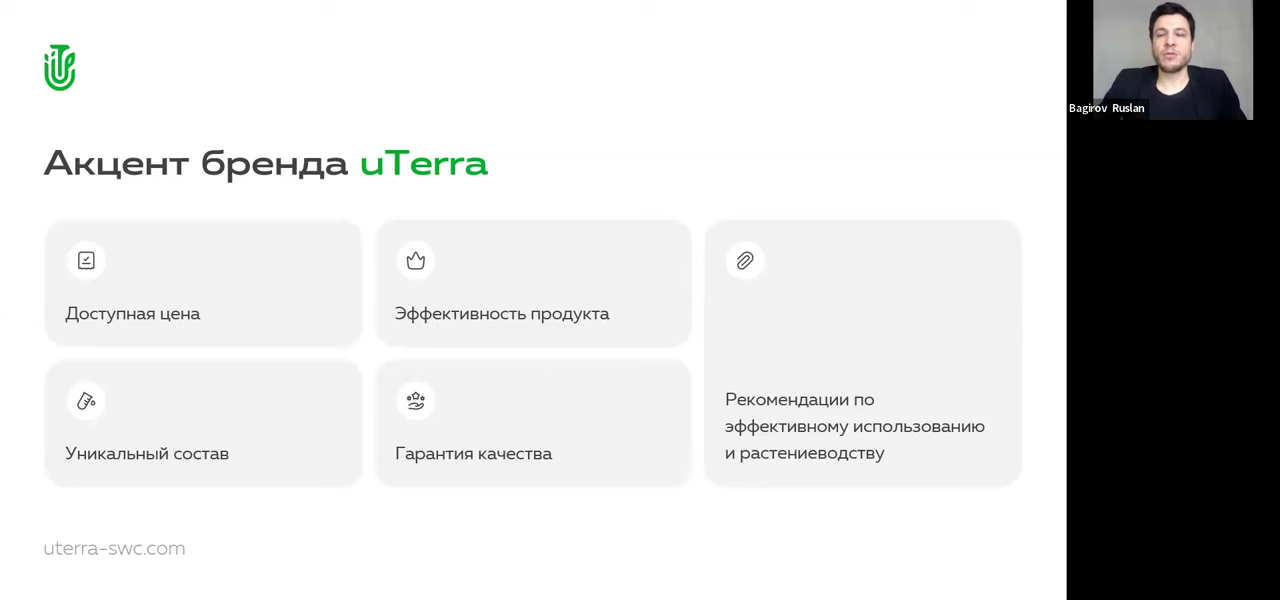 Bagirov Ruslan
Акцент бренда uTerra
Доступная цена
Эффективность продукта
Уникальный состав
Гарантия качества
Рекомендации по
эффективному использованию
и растениеводству
uterra-swc.com